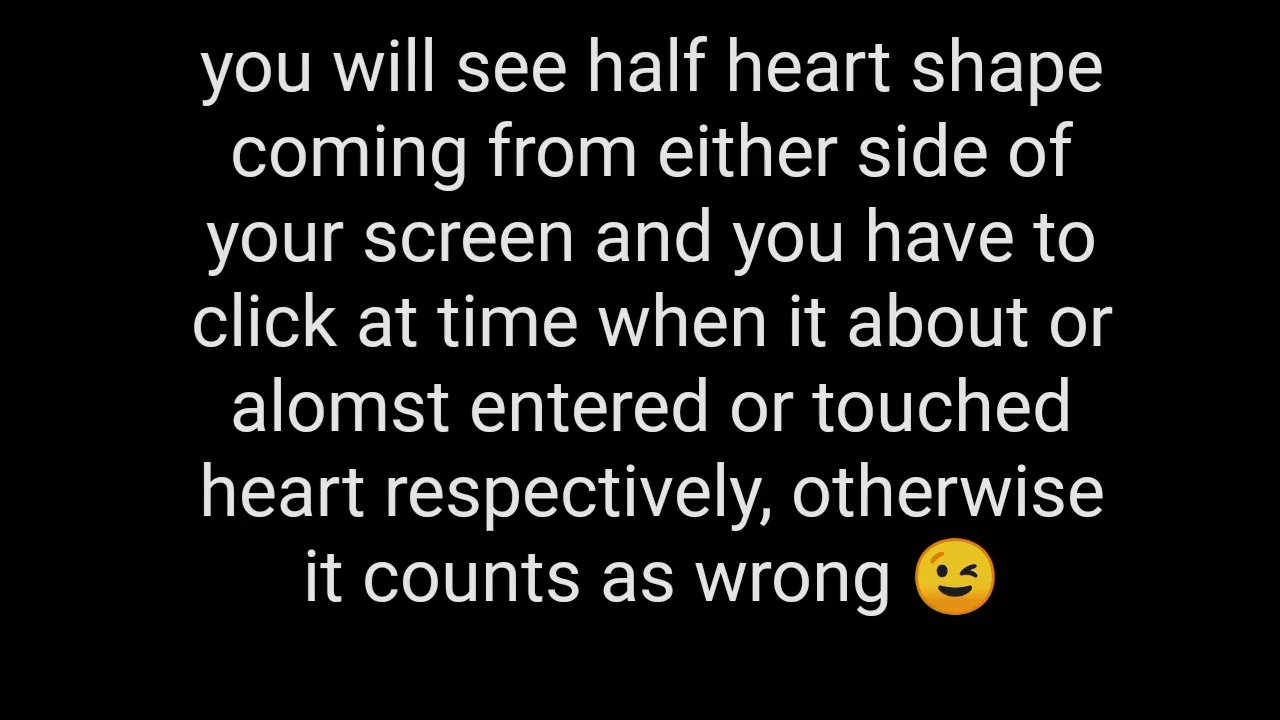 you will see half heart shape
coming from either side of
your screen and you have to
click at time when it about or
alomst entered or touched
heart respectively, otherwise
it counts as wrong 😉